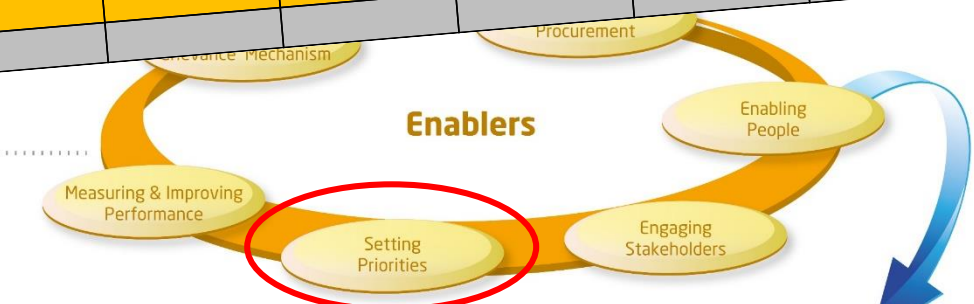 Procurement
Mechanism
Enablers
Enabling
People
Measuring & Improving
Performance
Setting
Priorities
Engaging
Stakeholders